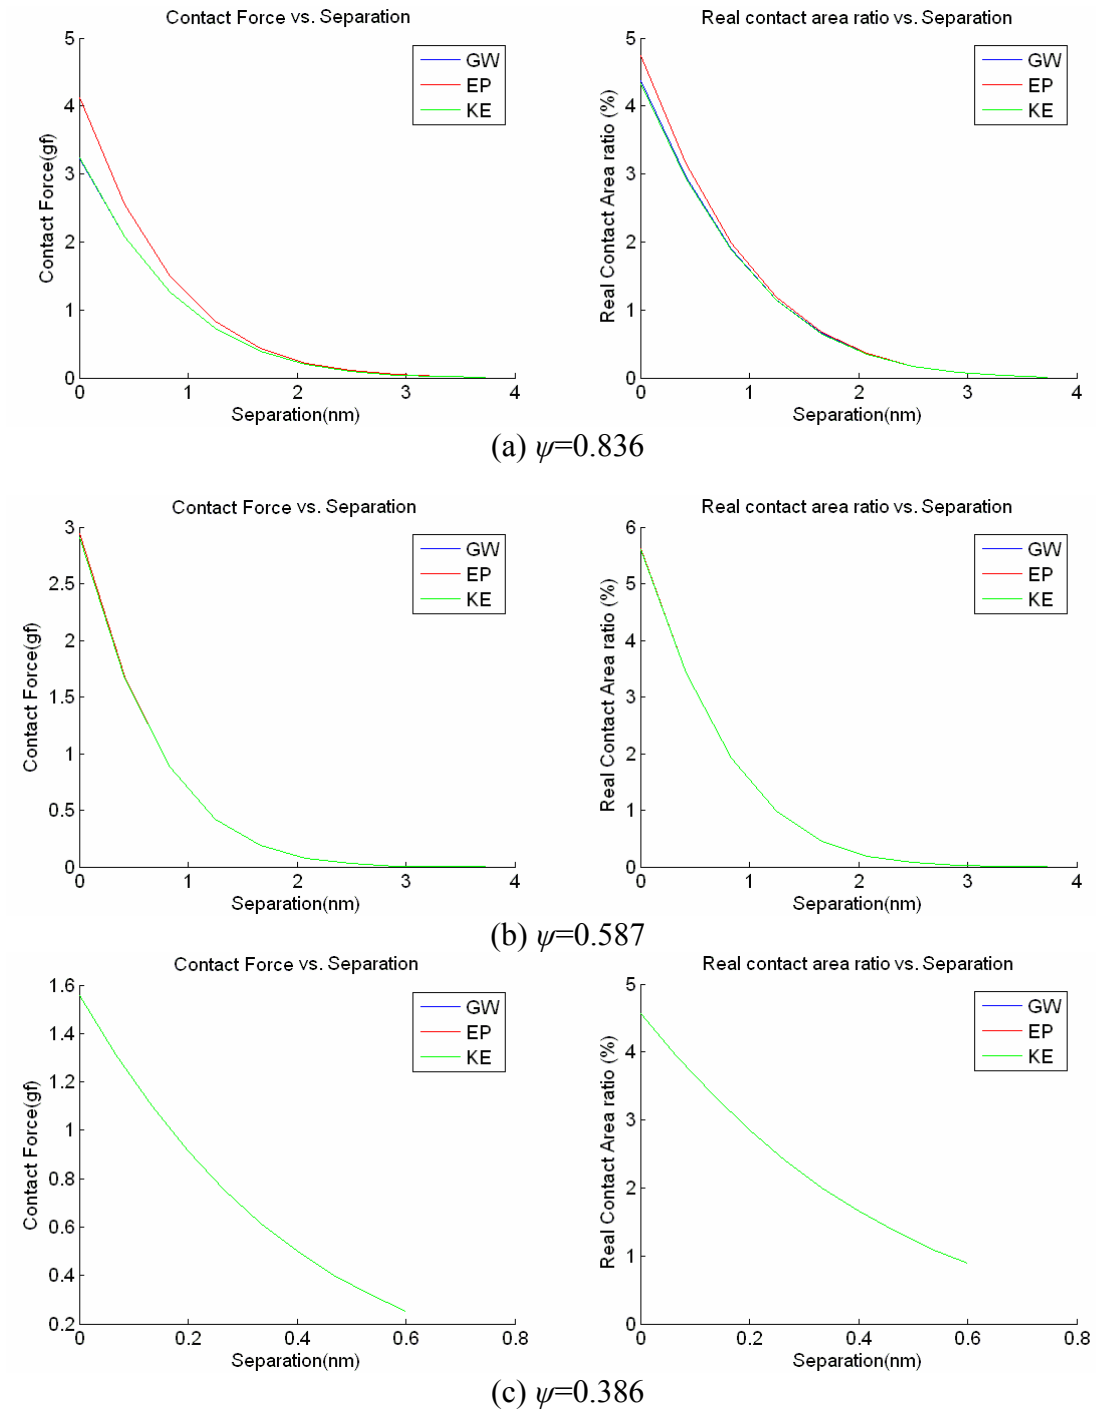 Contact Force vs. Separation
5
4
3
2
1
0
0 1 2 3 4
Contact Force(gf)
Separation(nm)
GW
EP
KE
Real contact area ratio vs. Separation
5
4
3
2
1
0
0 1 2 3 4
Real Contact Area ratio (%)
Separation(nm)
GW
EP
KE
(a) ψ=0.836
Contact Force vs. Separation
3
2.5
2
1.5
1
0.5
0
0 1 2 3 4
Contact Force(gf)
Separation(nm)
GW
EP
KE
Real contact area ratio vs. Separation
6
5
4
3
2
1
0
0 1 2 3 4
Real Contact Area ratio (%)
Separation(nm)
GW
EP
KE
(b) ψ=0.587
Contact Force vs. Separation
1.6
1.4
1.2
1
0.8
0.6
0.4
0.2
0 0.2 0.4 0.6 0.8
Contact Force(gf)
Separation(nm)
GW
EP
KE
Real contact area ratio vs. Separation
5
4
3
2
1
0
0 0.2 0.4 0.6 0.8
Real Contact Area ratio (%)
Separation(nm)
GW
EP
KE
(c) ψ=0.386